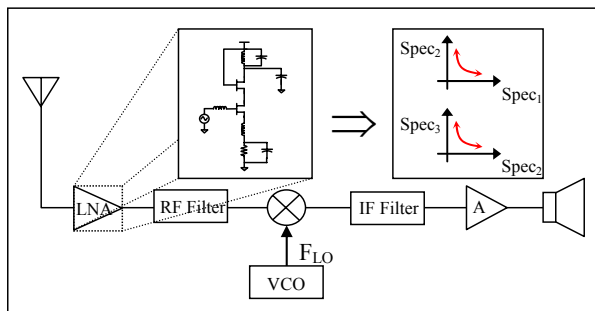 Spec2
Spec1
Spec3
Spec2
LNA
RF Filter
IF Filter
A
FLO
VCO